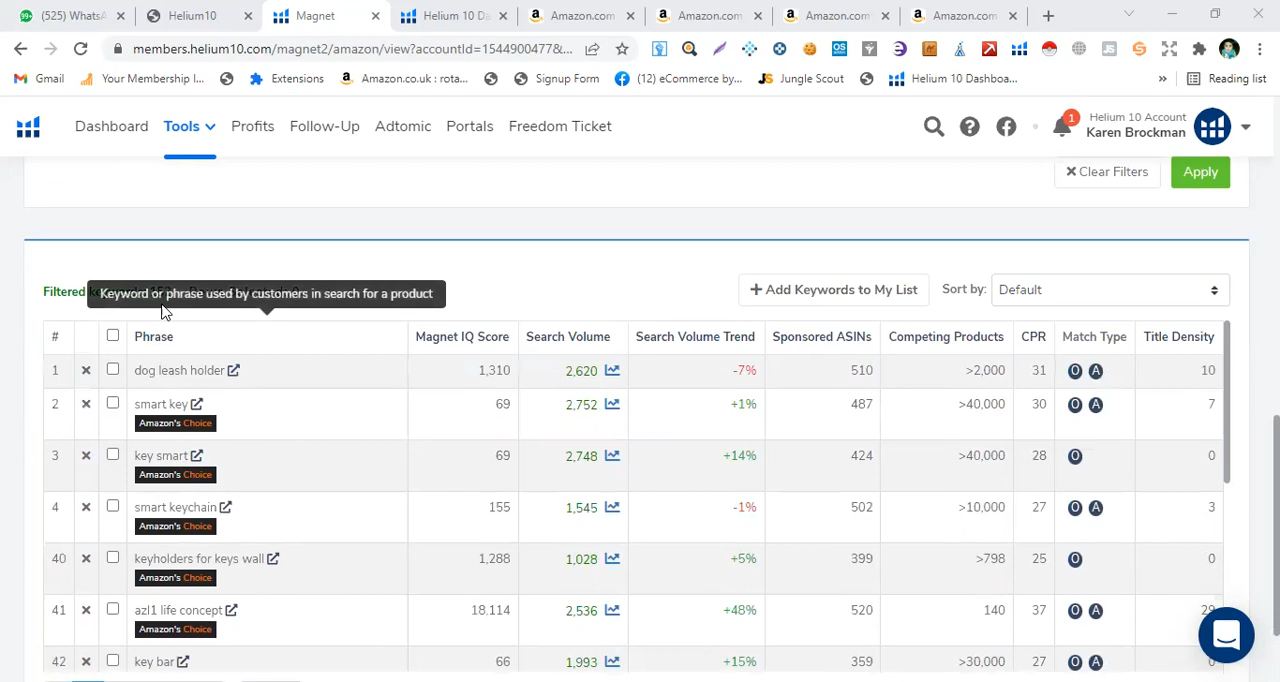 (525) WhatsA
Helium10
Magnet
Helium 10 Da
Amazon.com
Amazon.com
Amazon.com
Amazon.com
members.helium10.com/magnet2/amazon/view?accountId=1544900477&...
Gmail
Your Membership I...
Extensions
Amazon.co.uk : rota...
Signup Form
(12) eCommerce by...
Jungle Scout
Helium 10 Dashboa...
»
Reading list
Dashboard
Tools
Profits
Follow-Up
Adtomic
Portals
Freedom Ticket
1
Helium 10 Account
Karen Brockman
Clear Filters
Apply
Filtered
Keyword or phrase used by customers in search for a product
+ Add Keywords to My List
Sort by:
Default
# Phrase Magnet IQ Score Search Volume Search Volume Trend Sponsored ASINs Competing Products CPR Match Type Title Density
1 dog leash holder 1,310 2,620 -7% 510 >2,000 31 O A 10
2 smart key 69 2,752 +1% 487 >40,000 30 O A 7
Amazon's Choice
3 key smart 69 2,748 +14% 424 >40,000 28 O 0
Amazon's Choice
4 smart keychain 155 1,545 -1% 502 >10,000 27 O A 3
Amazon's Choice
40 keyholders for keys wall 1,288 1,028 +5% 399 >798 25 O 0
Amazon's Choice
41 azl1 life concept 18,114 2,536 +48% 520 140 37 O A 29
Amazon's Choice
42 key bar 66 1,993 +15% 359 >30,000 27 O A 0